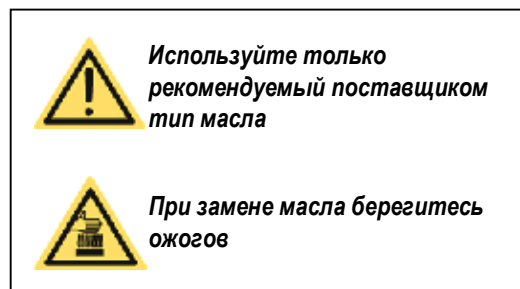 Используйте только
рекомендуемый поставщиком
тип масла
При замене масла берегитесь
ожогов